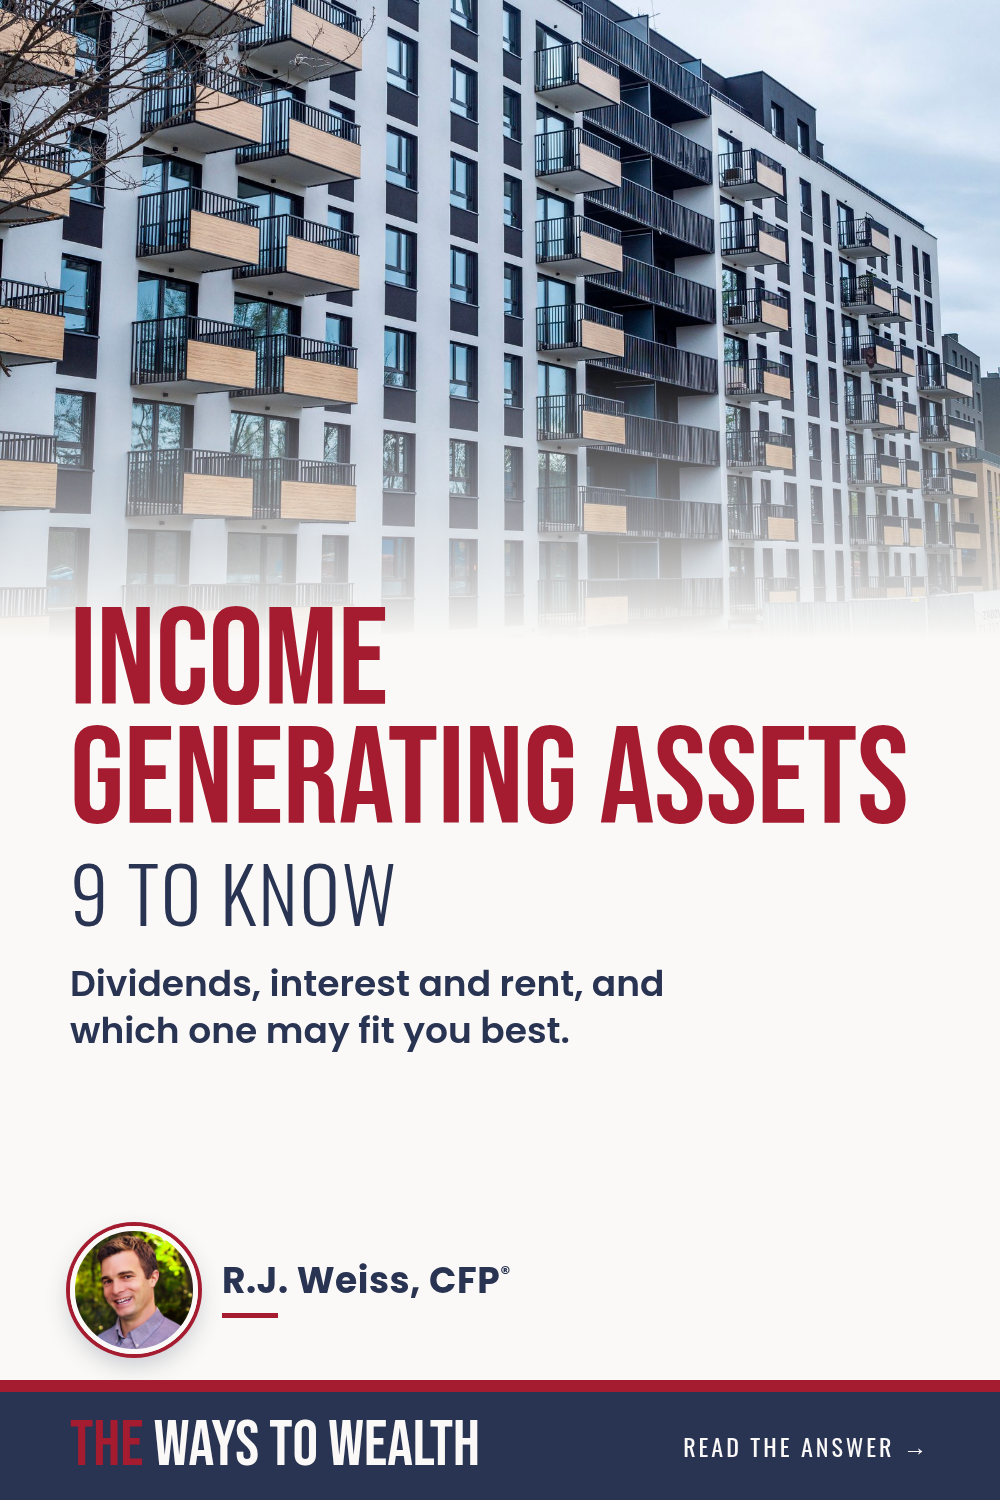 INCOME
GENERATING ASSETS
9 TO KNOW
Dividends, interest and rent, and
which one may fit you best.
R.J. Weiss, CFP®
THE WAYS TO WEALTH
READ THE ANSWER →